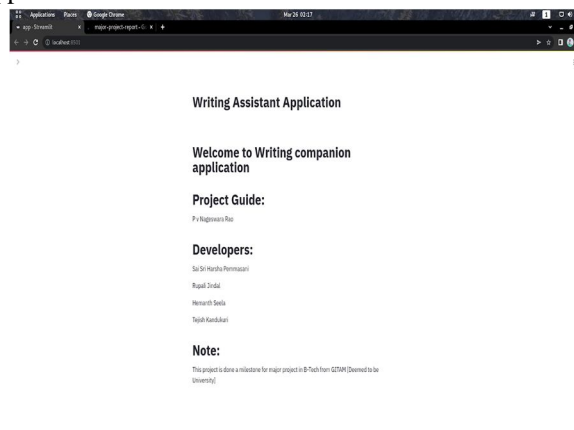 Applications Places Google Chrome Mar 26 02:17 1
app · Streamlit × major-project-report - G × +
localhost:
Writing Assistant Application
Welcome to Writing companion
application
Project Guide:
P v Nageswara Rao
Developers:
Sai Sri Harsha Pemmasani
Rupali Jindal
Hemanth Seela
Tejish Kandukuri
Note:
This project is done a milestone for major project in B-Tech from GITAM [Deemed to be
University]